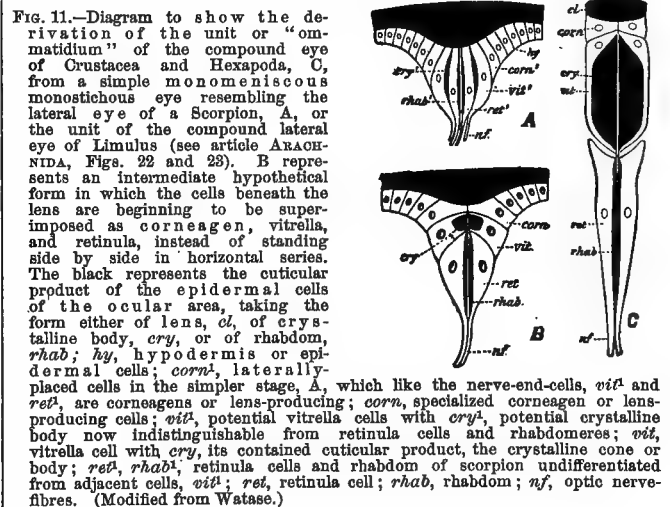 FIG. 11.—Diagram to show the de-
rivation of the unit or "om-
matidium" of the compound eye
of Crustacea and Hexapoda, C,
from a simple monomeniscous
monostichous eye resembling the
lateral eye of a Scorpion, A, or
the unit of the compound lateral
eye of Limulus (see article ARACH-
NIDA, Figs. 22 and 23). B repre-
sents an intermediate hypothetical
form in which the cells beneath the
lens are beginning to be super-
imposed as corneagen, vitrella,
and retinula, instead of standing
side by side in horizontal series.
The black represents the cuticular
product of the epidermal cells
of the ocular area, taking the
form either of lens, cl, of crys-
talline body, cry, or of rhabdom,
rhab; hy, hypodermis or epi-
dermal cells; corn¹, laterally-
placed cells in the simpler stage, A, which like the nerve-end-cells, vit¹ and
ret¹, are corneagens or lens-producing; corn, specialized corneagen or lens-
producing cells; vit¹, potential vitrella cells with cry¹, potential crystalline
body now indistinguishable from retinula cells and rhabdomeres; vit,
vitrella cell with cry, its contained cuticular product, the crystalline cone or
body; ret¹, rhab¹, retinula cells and rhabdom of scorpion undifferentiated
from adjacent cells, vit¹; ret, retinula cell; rhab, rhabdom; nf, optic nerve-
fibres. (Modified from Watase.)
hy
corn¹
vit¹
rhab¹
ret¹
nf.
A
corn
vit.
cry
ret
rhab.
nf.
B
cl
corn
cry
vit
ret
rhab
nf
C